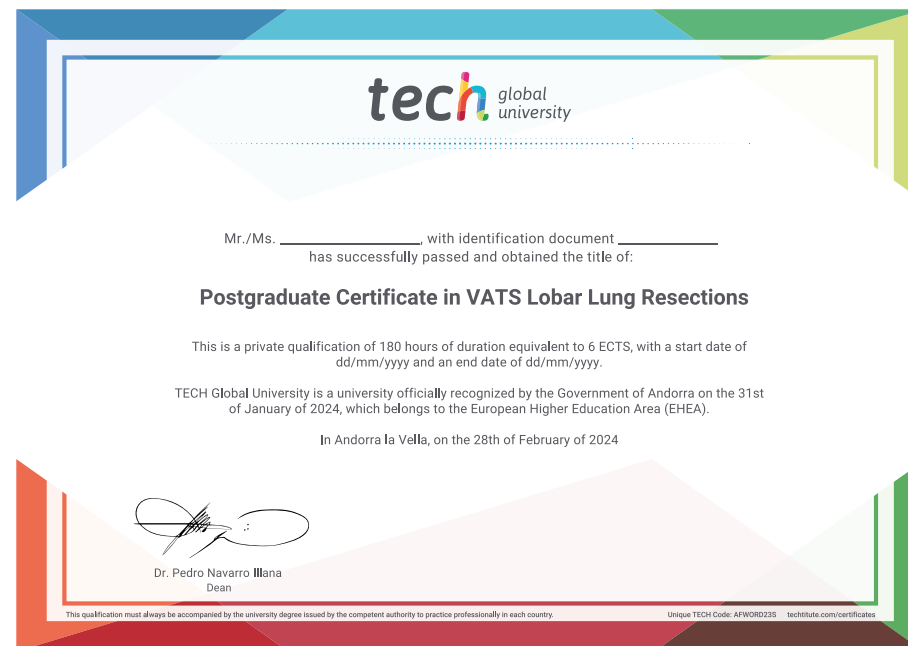 tech global university
Mr./Ms. ____________________, with identification document ______________
has successfully passed and obtained the title of:
Postgraduate Certificate in VATS Lobar Lung Resections
This is a private qualification of 180 hours of duration equivalent to 6 ECTS, with a start date of
dd/mm/yyyy and an end date of dd/mm/yyyy.
TECH Global University is a university officially recognized by the Government of Andorra on the 31st
of January of 2024, which belongs to the European Higher Education Area (EHEA).
In Andorra la Vella, on the 28th of February of 2024
Dr. Pedro Navarro Illana
Dean
This qualification must always be accompanied by the university degree issued by the competent authority to practice professionally in each country. Unique TECH Code: AFWORD23S techtitute.com/certificates